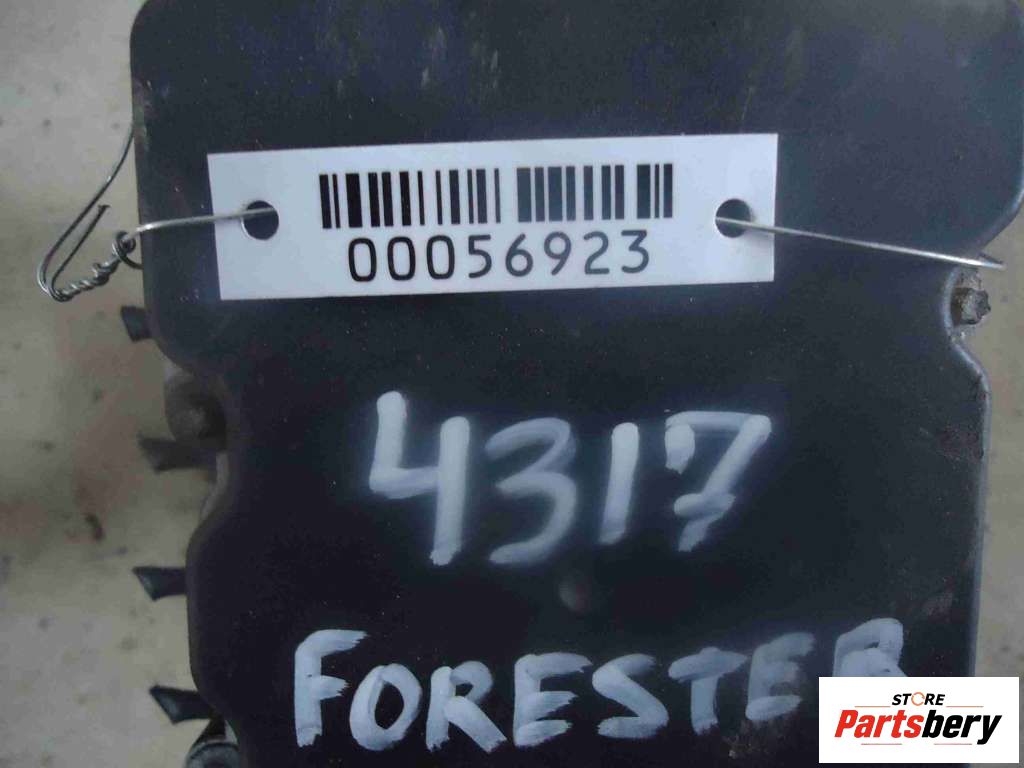 00056923
4317
FORESTER
STORE
Partsbery